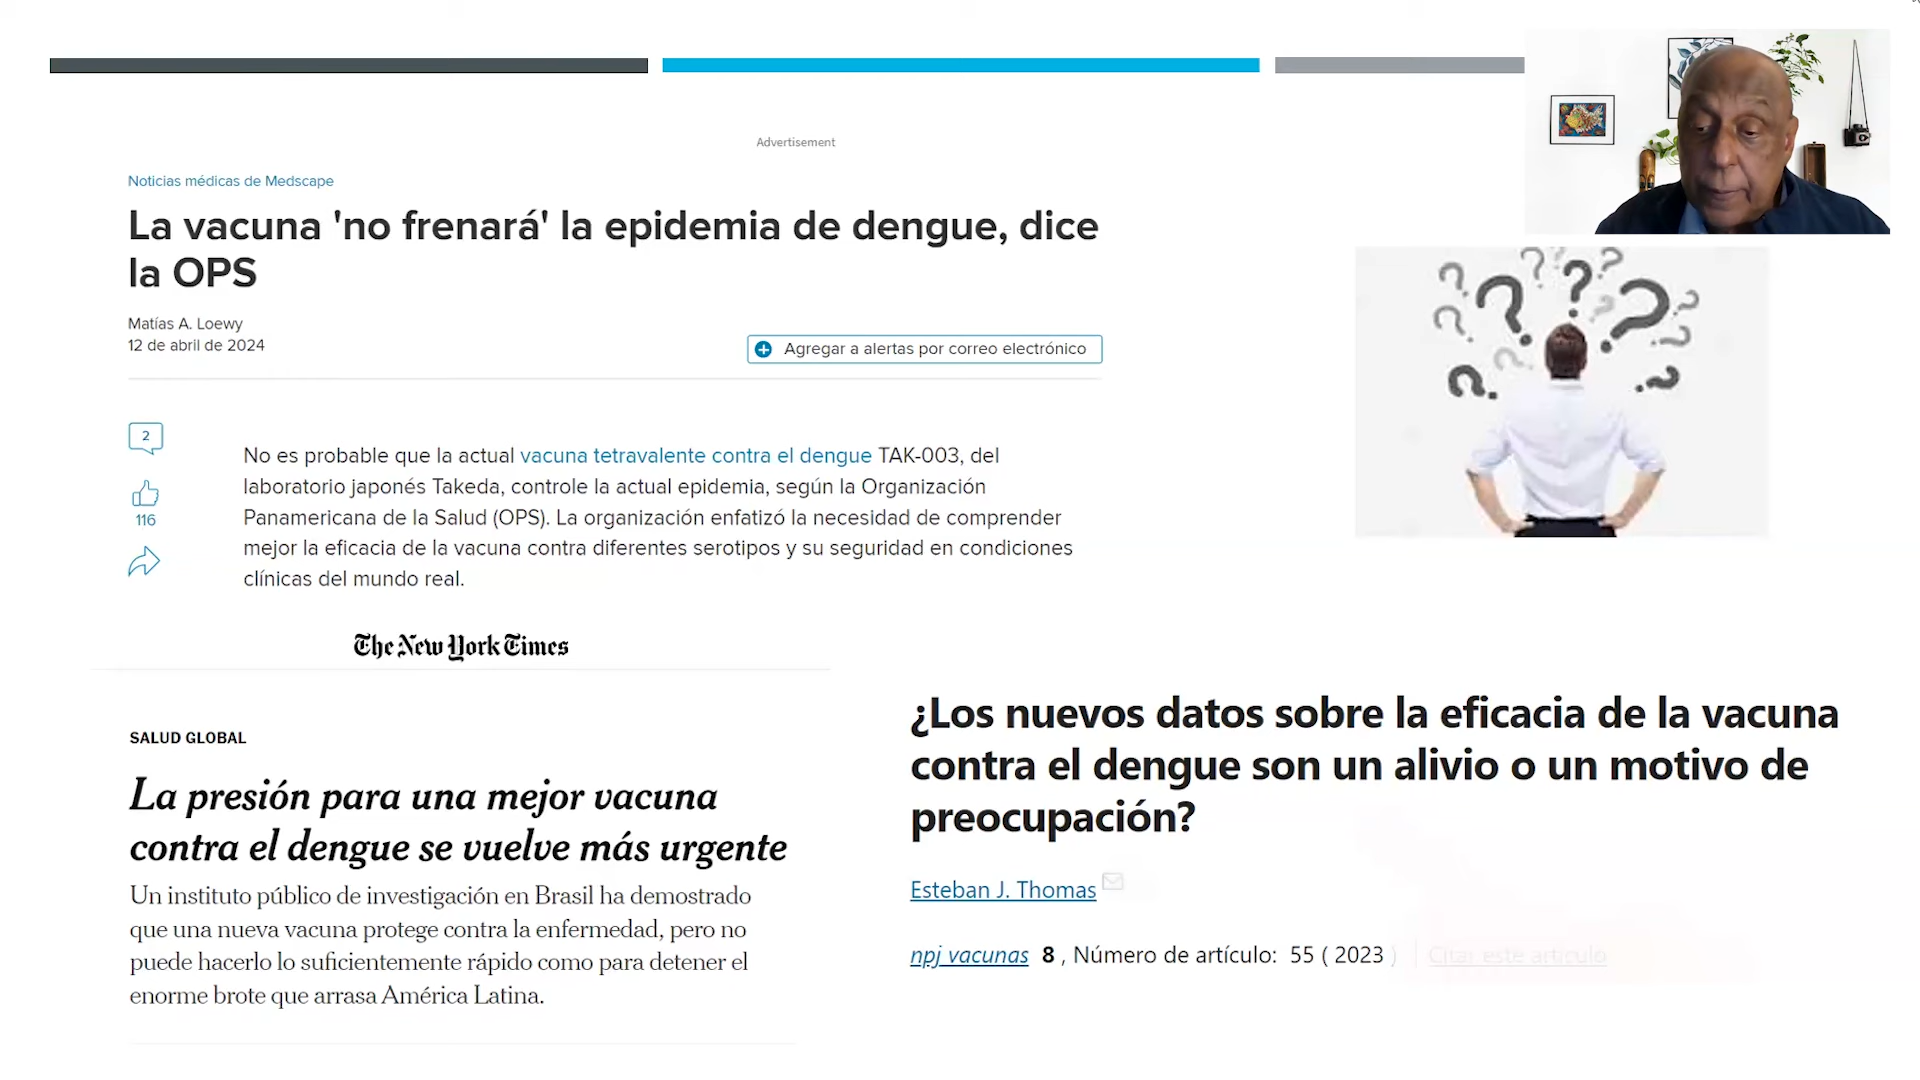 Advertisement
Noticias médicas de Medscape
La vacuna 'no frenará' la epidemia de dengue, dice
la OPS
Matías A. Loewy
12 de abril de 2024
Agregar a alertas por correo electrónico
2
116
No es probable que la actual vacuna tetravalente contra el dengue TAK-003, del
laboratorio japonés Takeda, controle la actual epidemia, según la Organización
Panamericana de la Salud (OPS). La organización enfatizó la necesidad de comprender
mejor la eficacia de la vacuna contra diferentes serotipos y su seguridad en condiciones
clínicas del mundo real.
The New York Times
SALUD GLOBAL
La presión para una mejor vacuna
contra el dengue se vuelve más urgente
Un instituto público de investigación en Brasil ha demostrado
que una nueva vacuna protege contra la enfermedad, pero no
puede hacerlo lo suficientemente rápido como para detener el
enorme brote que arrasa América Latina.
¿Los nuevos datos sobre la eficacia de la vacuna
contra el dengue son un alivio o un motivo de
preocupación?
Esteban J. Thomas
npj vacunas 8 , Número de artículo: 55 ( 2023 ) | Citar este artículo